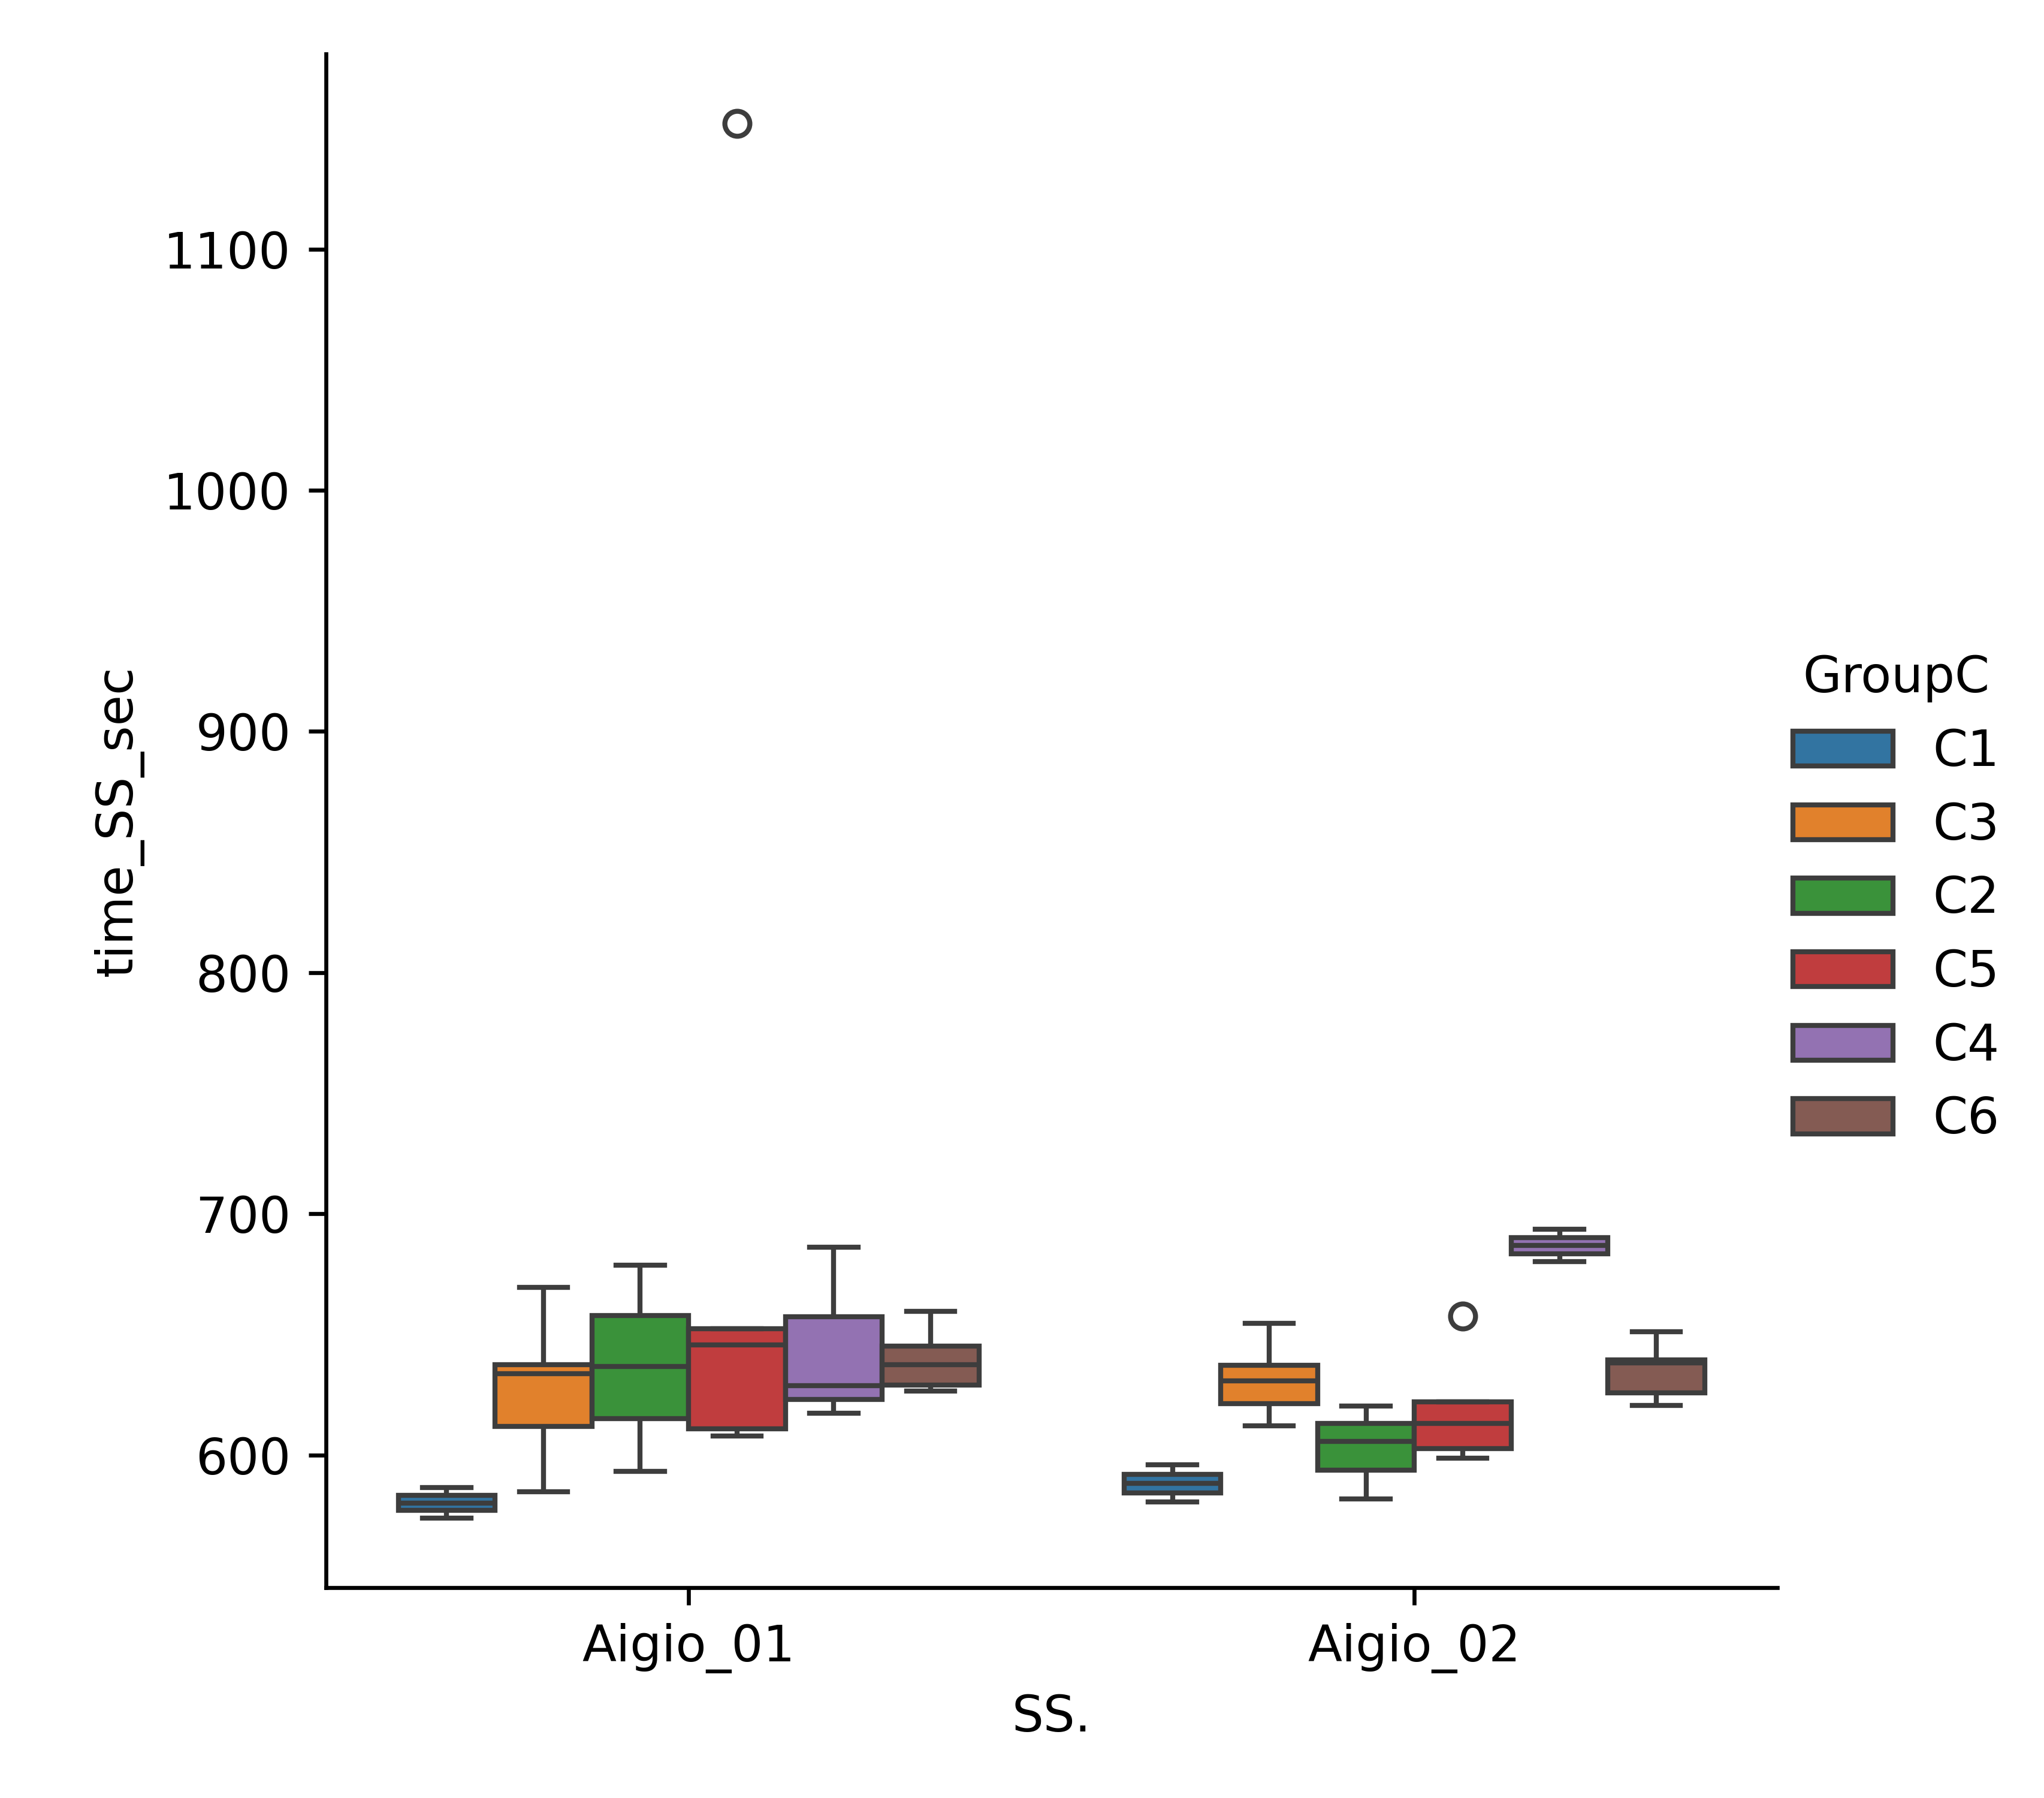 1100
1000
900
800
700
600
time_SS_sec
Aigio_01
Aigio_02
SS.
GroupC
C1
C3
C2
C5
C4
C6